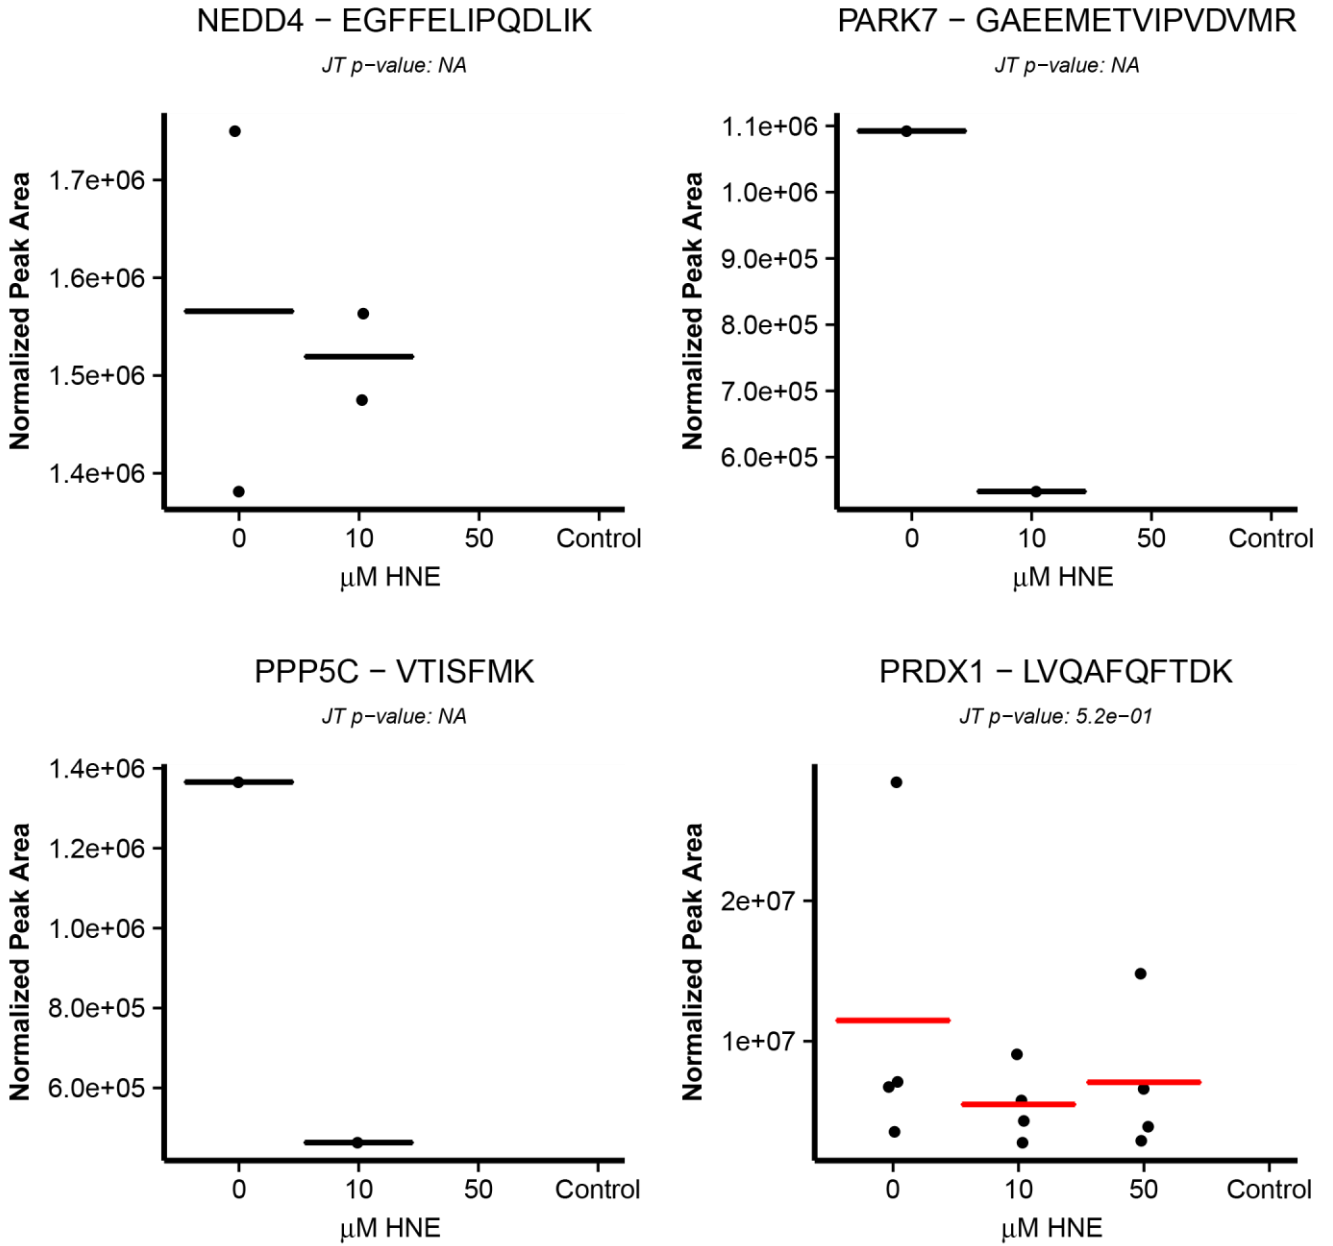 NEDD4 − EGFFELIPQDLIK
JT p−value: NA
Normalized Peak Area
1.7e+06
1.6e+06
1.5e+06
1.4e+06
0 10 50 Control
μM HNE
PARK7 − GAEEMETVIPVDVMR
JT p−value: NA
Normalized Peak Area
1.1e+06
1.0e+06
9.0e+05
8.0e+05
7.0e+05
6.0e+05
0 10 50 Control
μM HNE
PPP5C − VTISFMK
JT p−value: NA
Normalized Peak Area
1.4e+06
1.2e+06
1.0e+06
8.0e+05
6.0e+05
0 10 50 Control
μM HNE
PRDX1 − LVQAFQFTDK
JT p−value: 5.2e−01
Normalized Peak Area
2e+07
1e+07
0 10 50 Control
μM HNE